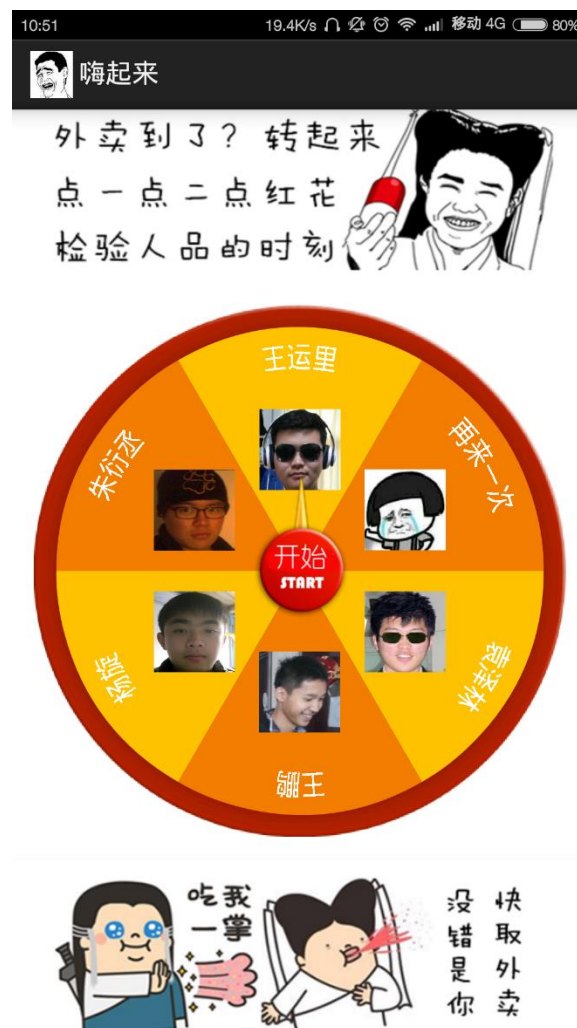 10:51 19.4K/s 移动 4G 80%
嗨起来
外卖到了? 转起来
点一点二点红花
检验人品的时刻
王运里
朱衍丞
再来一次
开始
START
杨旋
袁泽林
王鹏
吃我一掌
快取外卖
没错是你